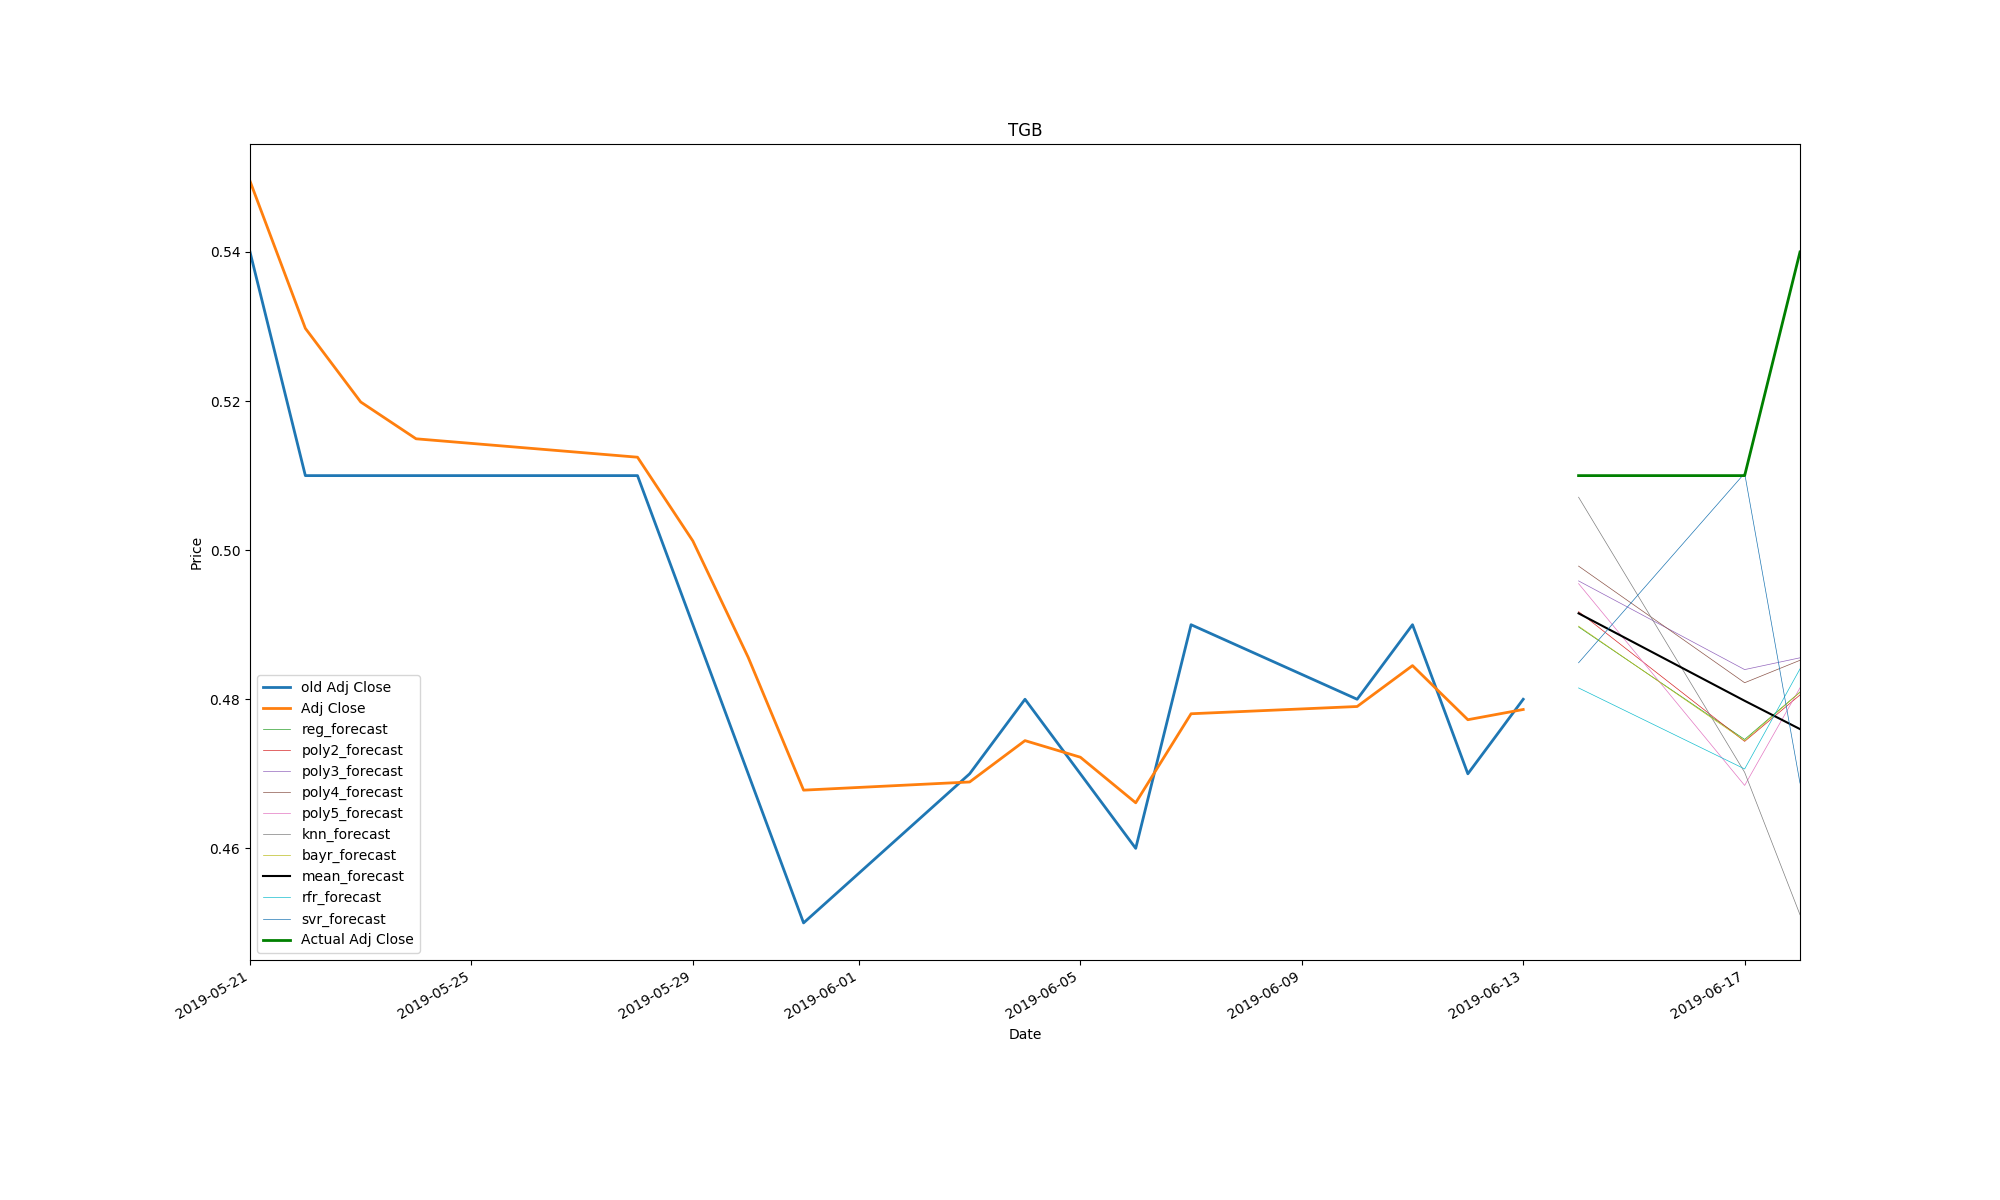 TGB
0.54
0.52
0.50
0.48
0.46
Price
old Adj Close
Adj Close
reg_forecast
poly2_forecast
poly3_forecast
poly4_forecast
poly5_forecast
knn_forecast
bayr_forecast
mean_forecast
rfr_forecast
svr_forecast
Actual Adj Close
2019-05-21
2019-05-25
2019-05-29
2019-06-01
2019-06-05
2019-06-09
2019-06-13
2019-06-17
Date